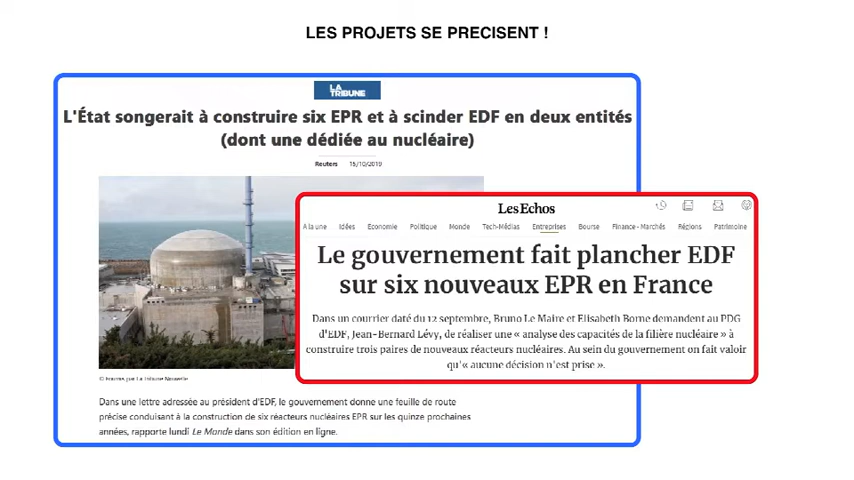 LES PROJETS SE PRECISENT !
LA
TRIBUNE
L'État songerait à construire six EPR et à scinder EDF en deux entités
(dont une dédiée au nucléaire)
Reuters 15/10/2019
© Fournis par La Tribune Nouvelle
Dans une lettre adressée au président d'EDF, le gouvernement donne une feuille de route
précise conduisant à la construction de six réacteurs nucléaires EPR sur les quinze prochaines
années, rapporte lundi Le Monde dans son édition en ligne.
Les Echos
A la une Idées Economie Politique Monde Tech-Médias Entreprises Bourse Finance - Marchés Régions Patrimoine
Le gouvernement fait plancher EDF
sur six nouveaux EPR en France
Dans un courrier daté du 12 septembre, Bruno Le Maire et Elisabeth Borne demandent au PDG
d'EDF, Jean-Bernard Lévy, de réaliser une « analyse des capacités de la filière nucléaire » à
construire trois paires de nouveaux réacteurs nucléaires. Au sein du gouvernement on fait valoir
qu'« aucune décision n'est prise ».